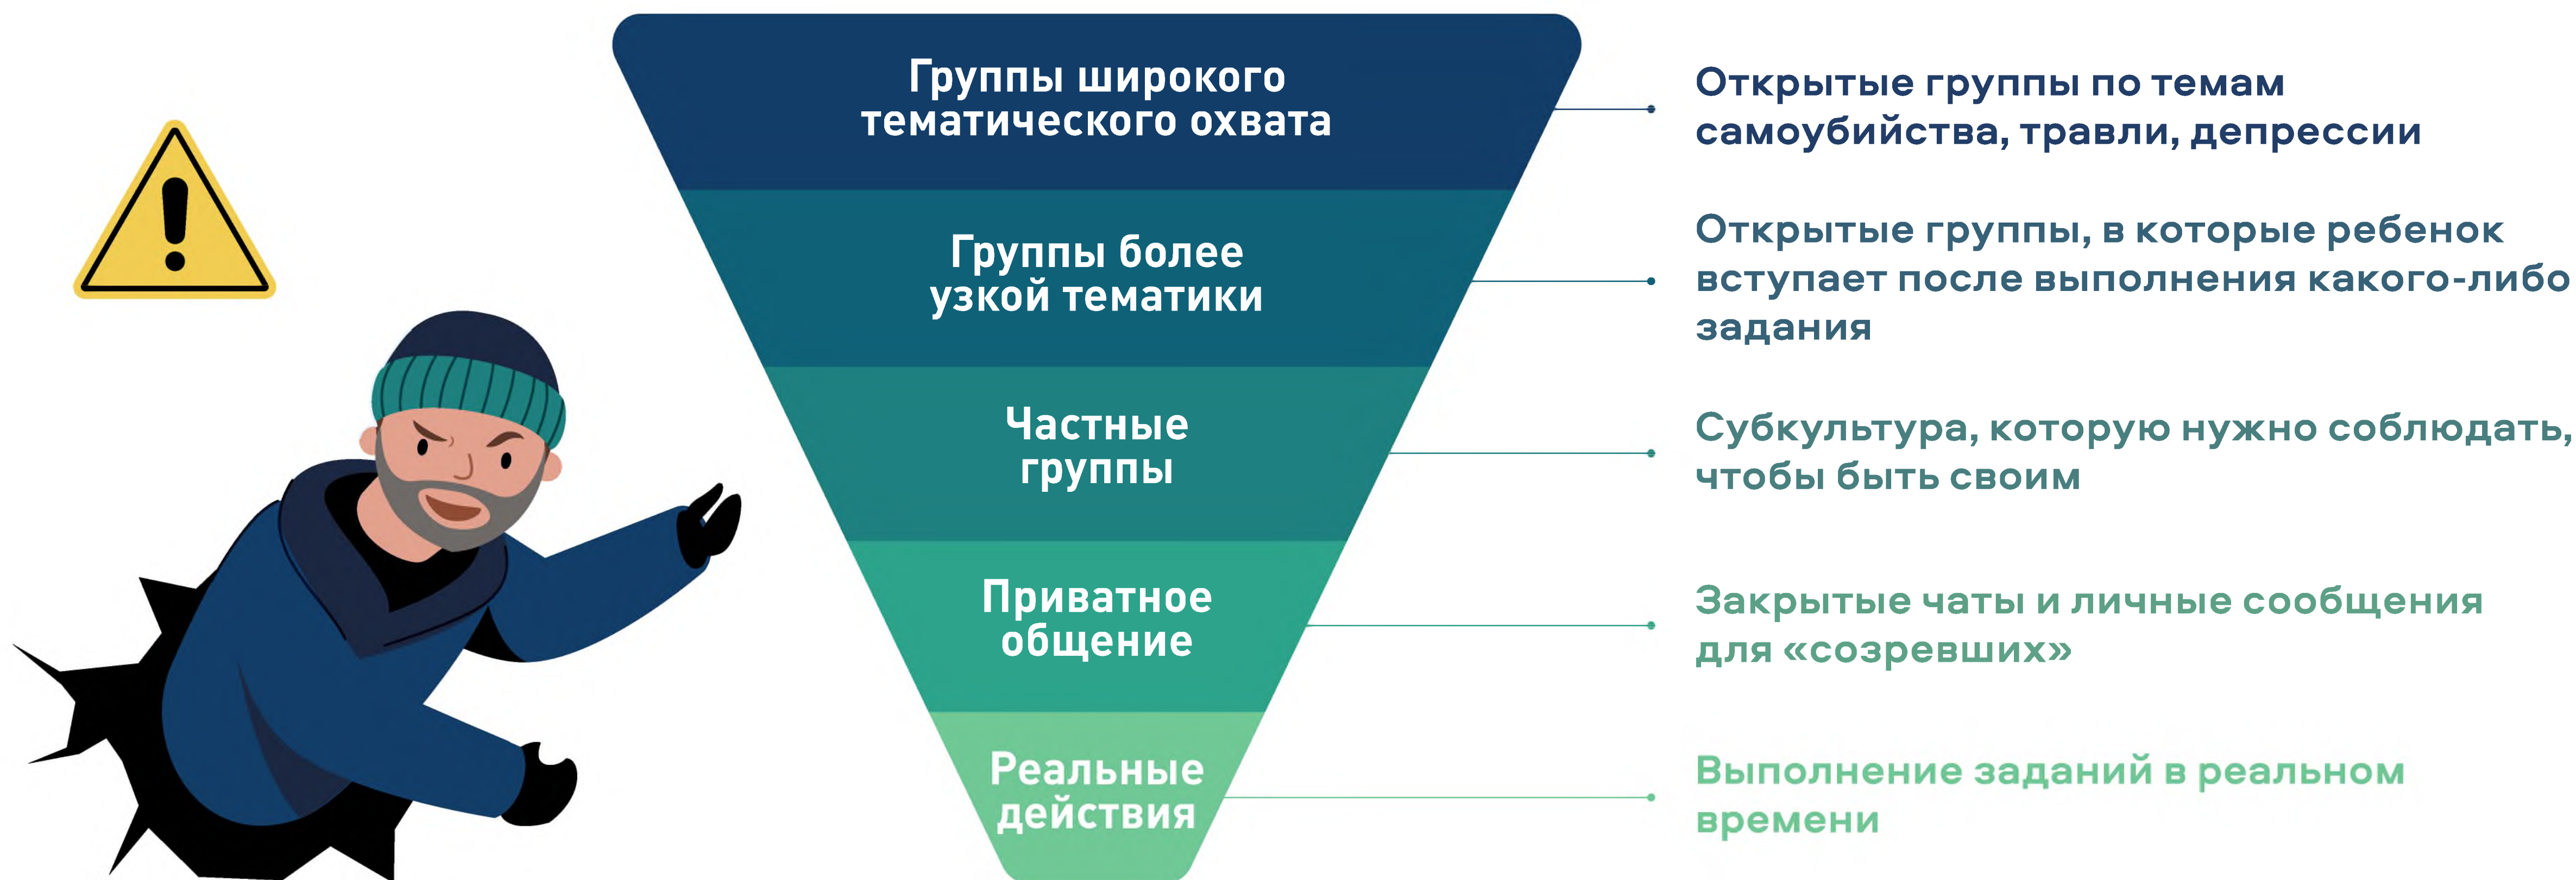 Группы широкого
тематического охвата
Открытые группы по темам
самоубийства, травли, депрессии
Группы более
узкой тематики
Открытые группы, в которые ребенок
вступает после выполнения какого-либо
задания
Частные
группы
Субкультура, которую нужно соблюдать,
чтобы быть своим
Приватное
общение
Закрытые чаты и личные сообщения
для «созревших»
Реальные
действия
Выполнение заданий в реальном
времени